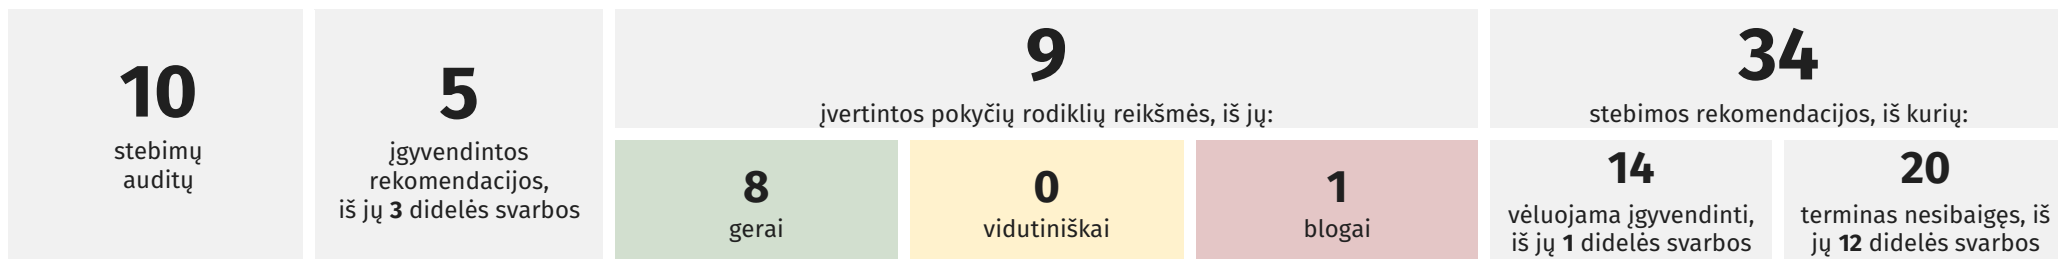 10
stebimų
auditų
5
įgyvendintos
rekomendacijos,
iš jų 3 didelės svarbos
9
įvertintos pokyčių rodiklių reikšmės, iš jų:
8
gerai
0
vidutiniškai
1
blogai
34
stebimos rekomendacijos, iš kurių:
14
vėluojama įgyvendinti,
iš jų 1 didelės svarbos
20
terminas nesibaigęs, iš
jų 12 didelės svarbos